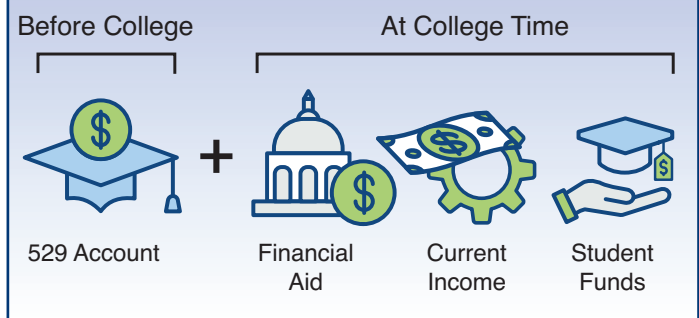 Before College
At College Time
$
+
$
$
$
529 Account
Financial
Aid
Current
Income
Student
Funds